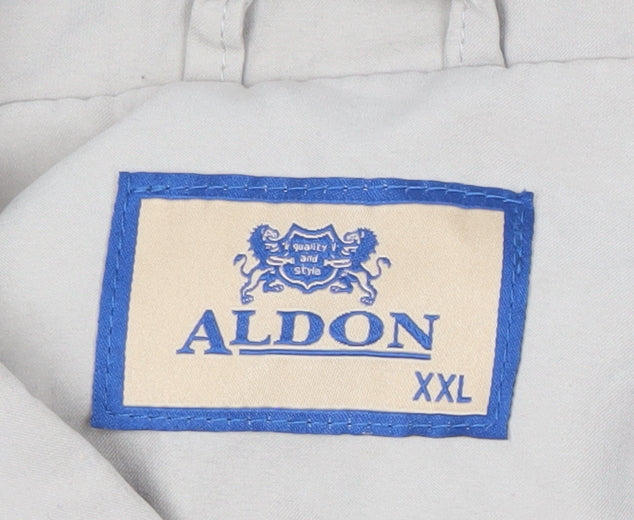 quality
and
style
ALDON
XXL